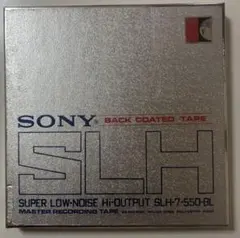 SONY® BACK COATED TAPE
SLH
SUPER LOW-NOISE Hi-OUTPUT SLH-7-550-BL
MASTER RECORDING TAPE